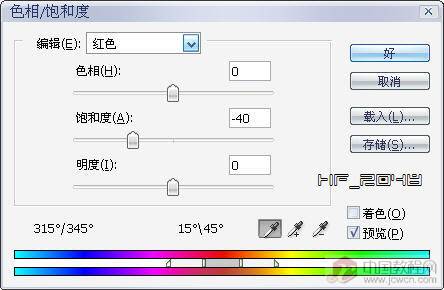 色相/饱和度
编辑(E): 红色
好
色相(H): 0
取消
饱和度(A): -40
载入(L)...
存储(S)...
明度(I): 0
HF_2048
315°/345° 15°\45°
着色(O)
预览(P)
中国教程网
www.jcwcn.com